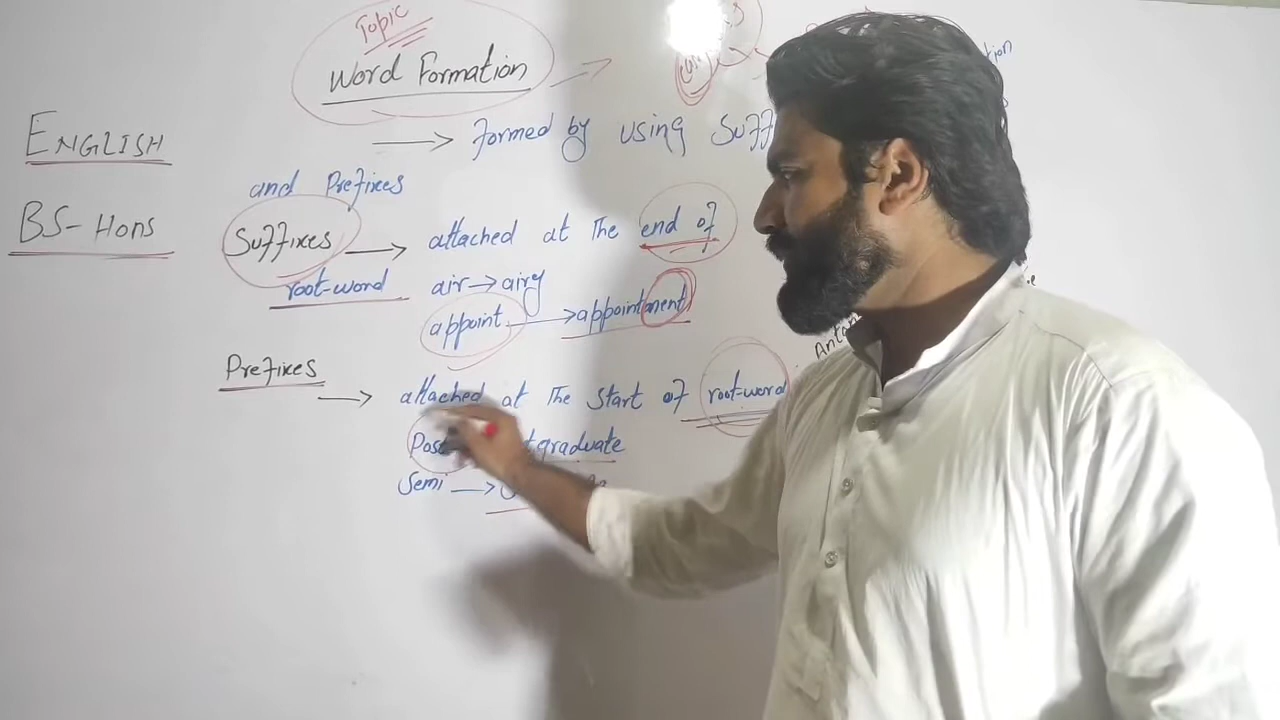 Topic
Word Formation
ENGLISH
BS-Hons
Formed by using Suff
and Prefixes
Suffixes → attached at the end of
root-word air → airy
appoint → appointment
Prefixes → attached at the start of root-word
Post graduate
Semi →